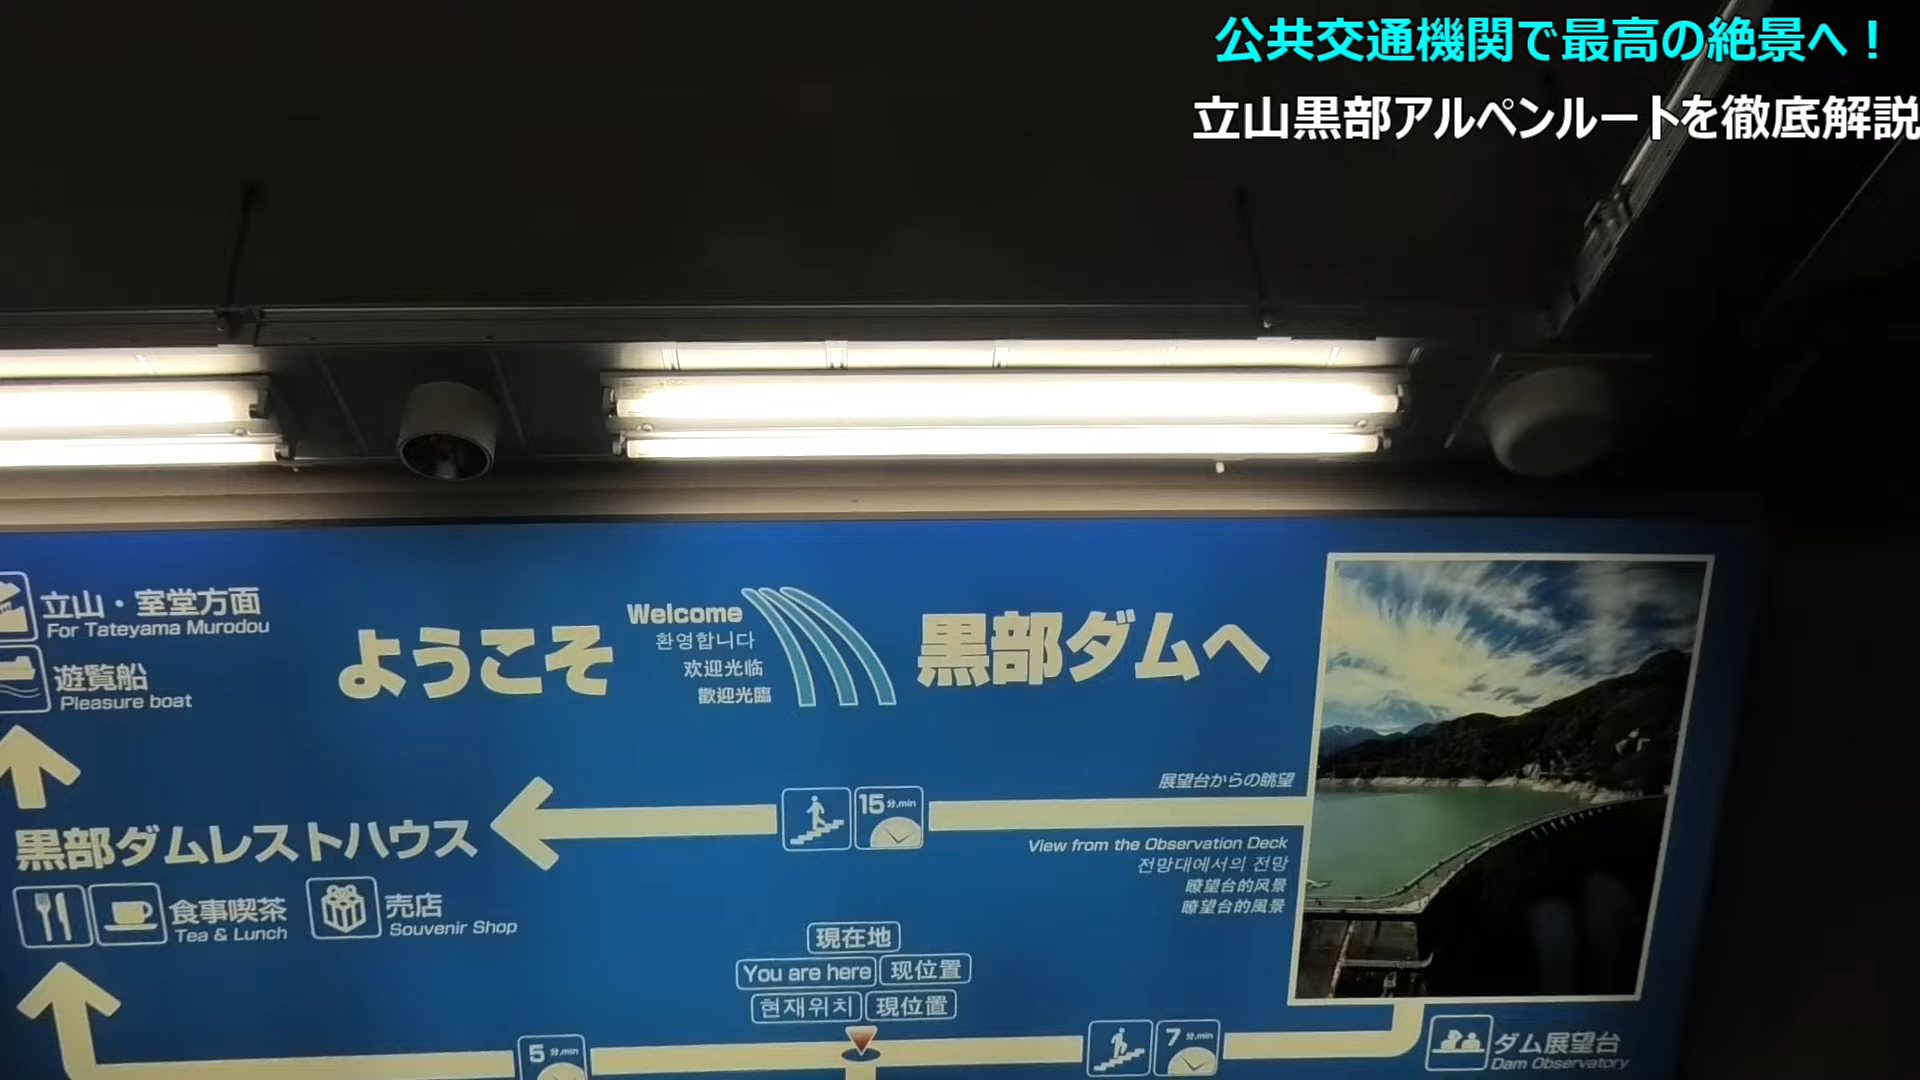 公共交通機関で最高の絶景へ！
立山黒部アルペンルートを徹底解説
立山・室堂方面
For Tateyama Murodou
遊覧船
Pleasure boat
ようこそ
Welcome
환영합니다
欢迎光临
歡迎光臨
黒部ダムへ
展望台からの眺望
View from the Observation Deck
전망대에서의 전망
瞭望台的风景
瞭望台的風景
15 分.min
黒部ダムレストハウス
食事喫茶
Tea & Lunch
売店
Souvenir Shop
現在地
You are here
现位置
현재위치
現位置
5 分.min
7 分.min
ダム展望台
Dam Observatory